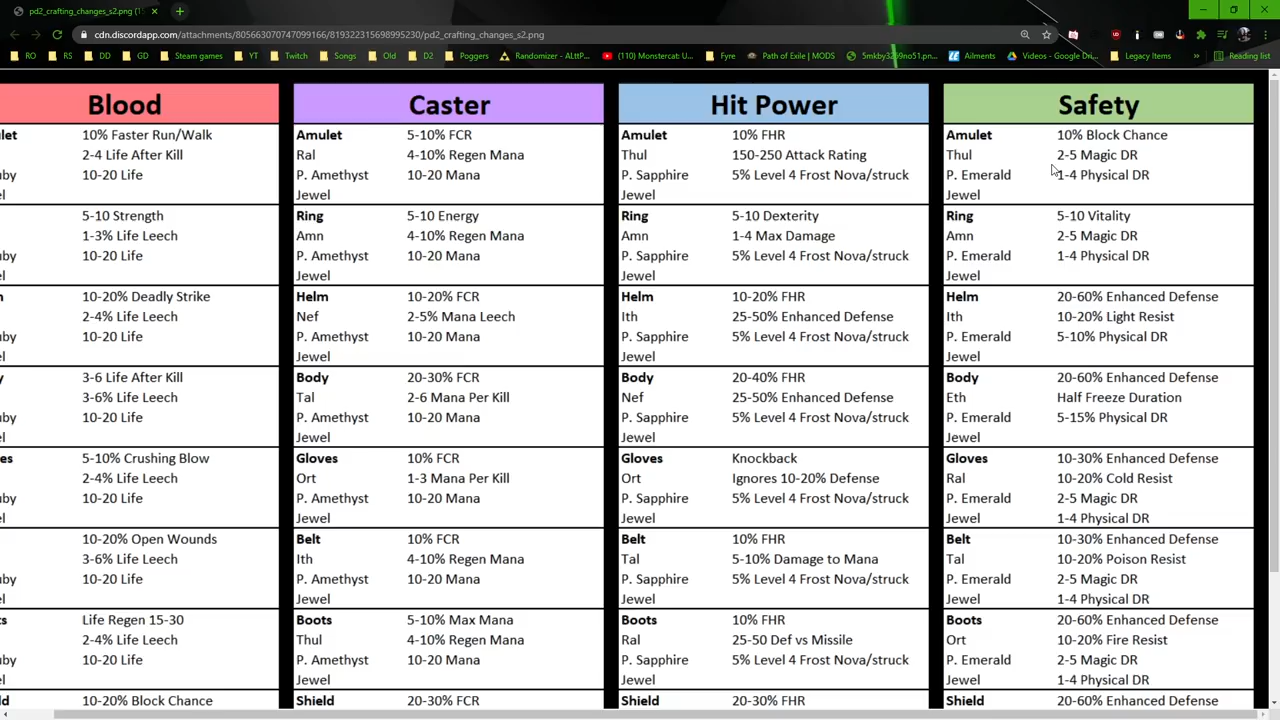 pd2_crafting_changes_s2.png (1
cdn.discordapp.com/attachments/805663070747099166/819322315698995230/pd2_crafting_changes_s2.png
RO RS DD GD Steam games YT Twitch Songs Old D2 Poggers Randomizer - ALttP... (110) Monstercat: U... Fyre Path of Exile | MODS 5mkby3269no51.pn... Ailments Videos - Google Dri... Legacy Items » Reading list
Blood Caster Hit Power Safety
let 10% Faster Run/Walk Amulet 5-10% FCR Amulet 10% FHR Amulet 10% Block Chance
2-4 Life After Kill Ral 4-10% Regen Mana Thul 150-250 Attack Rating Thul 2-5 Magic DR
by 10-20 Life P. Amethyst 10-20 Mana P. Sapphire 5% Level 4 Frost Nova/struck P. Emerald 1-4 Physical DR
el Jewel Jewel Jewel
5-10 Strength Ring 5-10 Energy Ring 5-10 Dexterity Ring 5-10 Vitality
1-3% Life Leech Amn 4-10% Regen Mana Amn 1-4 Max Damage Amn 2-5 Magic DR
by 10-20 Life P. Amethyst 10-20 Mana P. Sapphire 5% Level 4 Frost Nova/struck P. Emerald 1-4 Physical DR
el Jewel Jewel Jewel
10-20% Deadly Strike Helm 10-20% FCR Helm 10-20% FHR Helm 20-60% Enhanced Defense
2-4% Life Leech Nef 2-5% Mana Leech Ith 25-50% Enhanced Defense Ith 10-20% Light Resist
by 10-20 Life P. Amethyst 10-20 Mana P. Sapphire 5% Level 4 Frost Nova/struck P. Emerald 5-10% Physical DR
el Jewel Jewel Jewel
y 3-6 Life After Kill Body 20-30% FCR Body 20-40% FHR Body 20-60% Enhanced Defense
3-6% Life Leech Tal 2-6 Mana Per Kill Nef 25-50% Enhanced Defense Eth Half Freeze Duration
by 10-20 Life P. Amethyst 10-20 Mana P. Sapphire 5% Level 4 Frost Nova/struck P. Emerald 5-15% Physical DR
el Jewel Jewel Jewel
es 5-10% Crushing Blow Gloves 10% FCR Gloves Knockback Gloves 10-30% Enhanced Defense
2-4% Life Leech Ort 1-3 Mana Per Kill Ort Ignores 10-20% Defense Ral 10-20% Cold Resist
by 10-20 Life P. Amethyst 10-20 Mana P. Sapphire 5% Level 4 Frost Nova/struck P. Emerald 2-5 Magic DR
el Jewel Jewel Jewel 1-4 Physical DR
10-20% Open Wounds Belt 10% FCR Belt 10% FHR Belt 10-30% Enhanced Defense
3-6% Life Leech Ith 4-10% Regen Mana Tal 5-10% Damage to Mana Tal 10-20% Poison Resist
by 10-20 Life P. Amethyst 10-20 Mana P. Sapphire 5% Level 4 Frost Nova/struck P. Emerald 2-5 Magic DR
el Jewel Jewel Jewel 1-4 Physical DR
ts Life Regen 15-30 Boots 5-10% Max Mana Boots 10% FHR Boots 20-60% Enhanced Defense
2-4% Life Leech Thul 4-10% Regen Mana Ral 25-50 Def vs Missile Ort 10-20% Fire Resist
by 10-20 Life P. Amethyst 10-20 Mana P. Sapphire 5% Level 4 Frost Nova/struck P. Emerald 2-5 Magic DR
el Jewel Jewel Jewel 1-4 Physical DR
ld 10-20% Block Chance Shield 20-30% FCR Shield 20-30% FHR Shield 20-60% Enhanced Defense